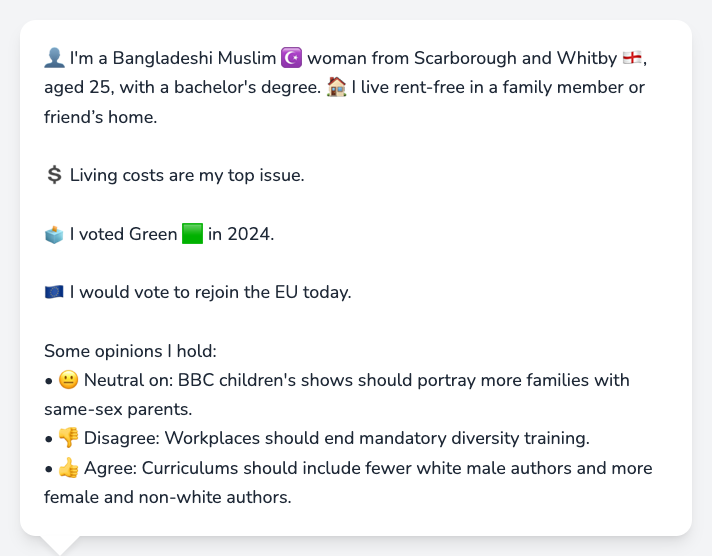 👤 I'm a Bangladeshi Muslim ☪️ woman from Scarborough and Whitby 🏴󠁧󠁢󠁥󠁮󠁧󠁿,
aged 25, with a bachelor's degree. 🏠 I live rent-free in a family member or
friend’s home.
💲 Living costs are my top issue.
🗳️ I voted Green 🟩 in 2024.
🇪🇺 I would vote to rejoin the EU today.
Some opinions I hold:
• 😐 Neutral on: BBC children's shows should portray more families with
same-sex parents.
• 👎 Disagree: Workplaces should end mandatory diversity training.
• 👍 Agree: Curriculums should include fewer white male authors and more
female and non-white authors.